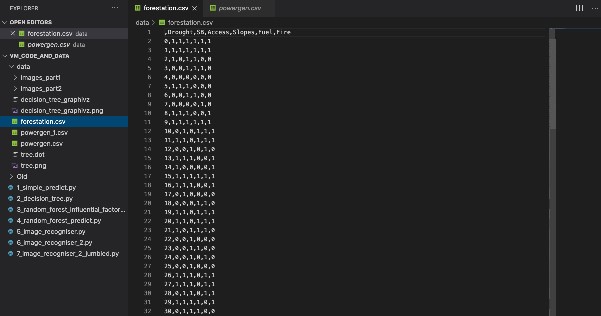 EXPLORER
OPEN EDITORS
forestation.csv data
powergen.csv data
VM_CODE_AND_DATA
data
images_part1
images_part2
decision_tree_graphivz
decision_tree_graphviz.png
forestation.csv
powergen_1.csv
powergen.csv
tree.dot
tree.png
Old
1_simple_predict.py
2_decision_tree.py
3_random_forest_influential_factor...
4_random_forest_predict.py
5_image_recogniser.py
6_image_recogniser_2.py
7_image_recogniser_2_jumbled.py
forestation.csv
powergen.csv
data > forestation.csv
1 ,Drought,SB,Access,Slopes,Fuel,Fire
2 0,1,1,1,1,1,1
3 1,1,1,1,1,1,1
4 2,1,0,1,1,0,0
5 3,0,0,1,1,1,0
6 4,0,0,0,0,0,0
7 5,1,1,1,0,0,0
8 6,0,0,1,1,0,0
9 7,0,0,0,0,1,0
10 8,1,1,1,0,0,1
11 9,1,1,1,1,1,1
12 10,0,1,0,1,1,1
13 11,1,1,0,1,1,1
14 12,0,0,1,0,1,0
15 13,1,1,1,0,0,1
16 14,1,0,0,0,1,0
17 15,1,1,1,1,1,1
18 16,1,1,1,0,1,1
19 17,0,1,0,0,0,0
20 18,0,0,0,1,1,0
21 19,1,1,0,1,0,1
22 20,1,1,0,1,1,1
23 21,1,0,1,1,0,0
24 22,0,0,1,0,0,0
25 23,0,0,1,1,1,0
26 24,0,0,1,0,1,0
27 25,0,0,1,0,0,0
28 26,1,1,1,0,1,1
29 27,1,1,1,0,1,1
30 28,0,1,0,1,1,0
31 29,1,1,1,1,0,1
32 30,0,1,1,1,0,0